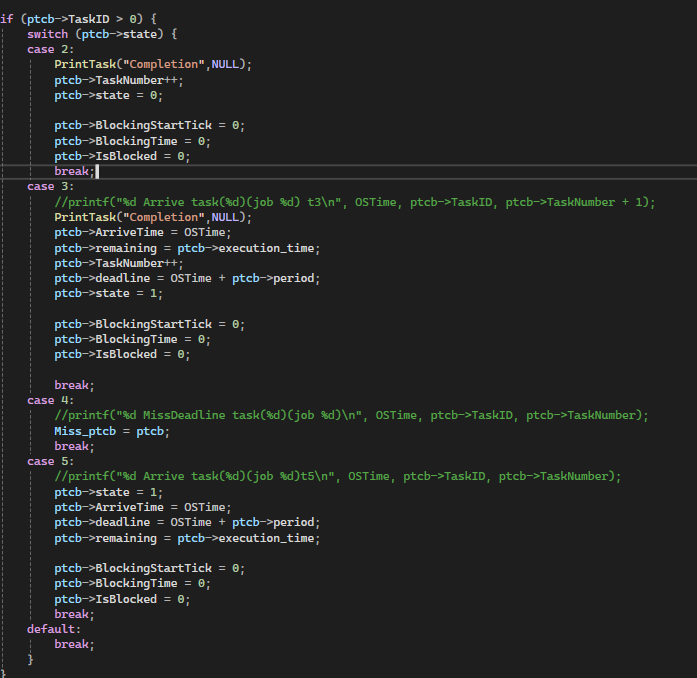 if (ptcb->TaskID > 0) {
    switch (ptcb->state) {
    case 2:
        PrintTask("Completion",NULL);
        ptcb->TaskNumber++;
        ptcb->state = 0;

        ptcb->BlockingStartTick = 0;
        ptcb->BlockingTime = 0;
        ptcb->IsBlocked = 0;
        break;
    case 3:
        //printf("%d Arrive task(%d)(job %d) t3\n", OSTime, ptcb->TaskID, ptcb->TaskNumber + 1);
        PrintTask("Completion",NULL);
        ptcb->ArriveTime = OSTime;
        ptcb->remaining = ptcb->execution_time;
        ptcb->TaskNumber++;
        ptcb->deadline = OSTime + ptcb->period;
        ptcb->state = 1;

        ptcb->BlockingStartTick = 0;
        ptcb->BlockingTime = 0;
        ptcb->IsBlocked = 0;

        break;
    case 4:
        //printf("%d MissDeadline task(%d)(job %d)\n", OSTime, ptcb->TaskID, ptcb->TaskNumber);
        Miss_ptcb = ptcb;
        break;
    case 5:
        //printf("%d Arrive task(%d)(job %d)t5\n", OSTime, ptcb->TaskID, ptcb->TaskNumber);
        ptcb->state = 1;
        ptcb->ArriveTime = OSTime;
        ptcb->deadline = OSTime + ptcb->period;
        ptcb->remaining = ptcb->execution_time;

        ptcb->BlockingStartTick = 0;
        ptcb->BlockingTime = 0;
        ptcb->IsBlocked = 0;
        break;
    default:
        break;
    }
}